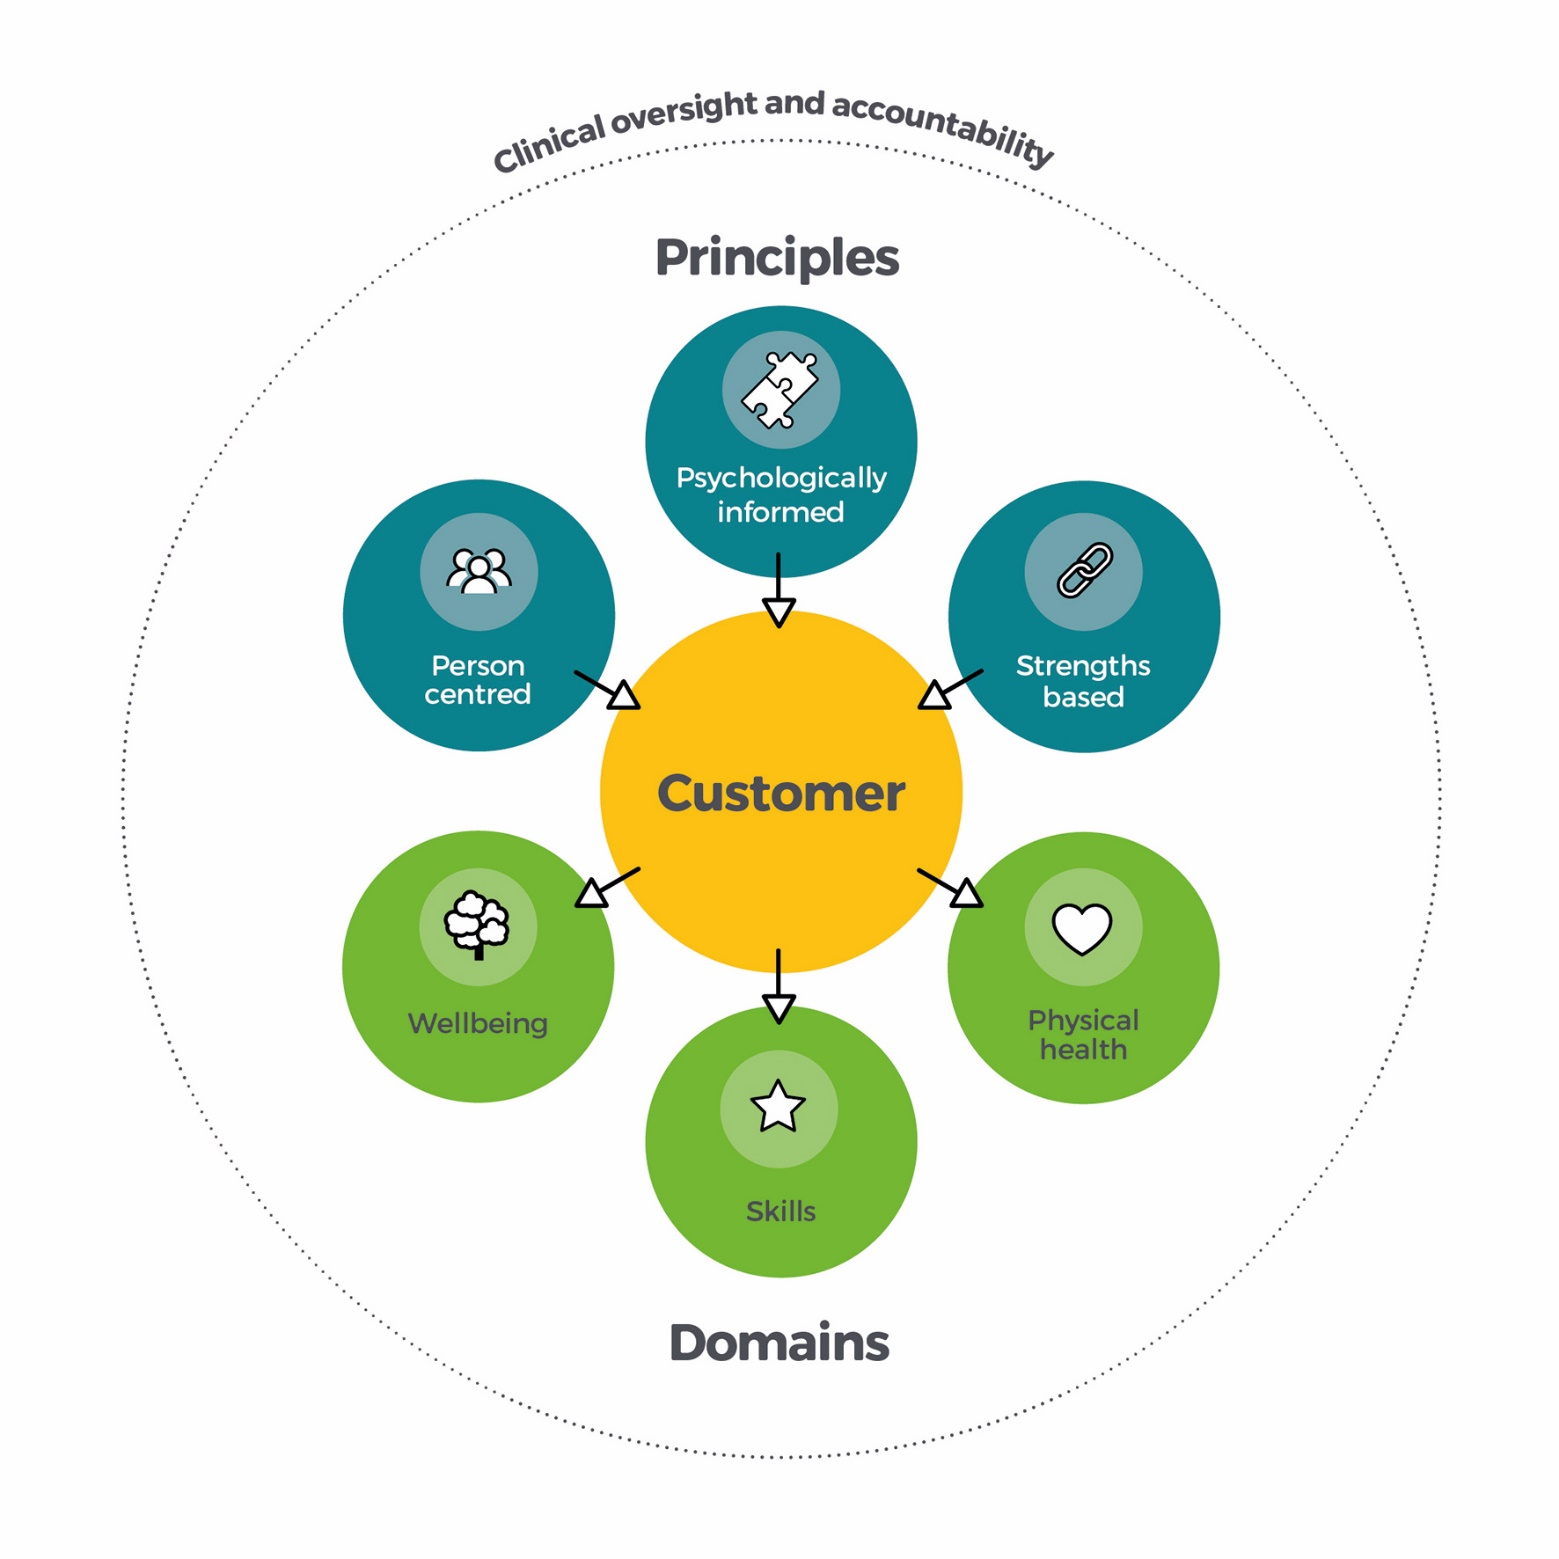 Clinical oversight and accountability
Principles
Psychologically
informed
Person
centred
Strengths
based
Customer
Wellbeing
Physical
health
Skills
Domains